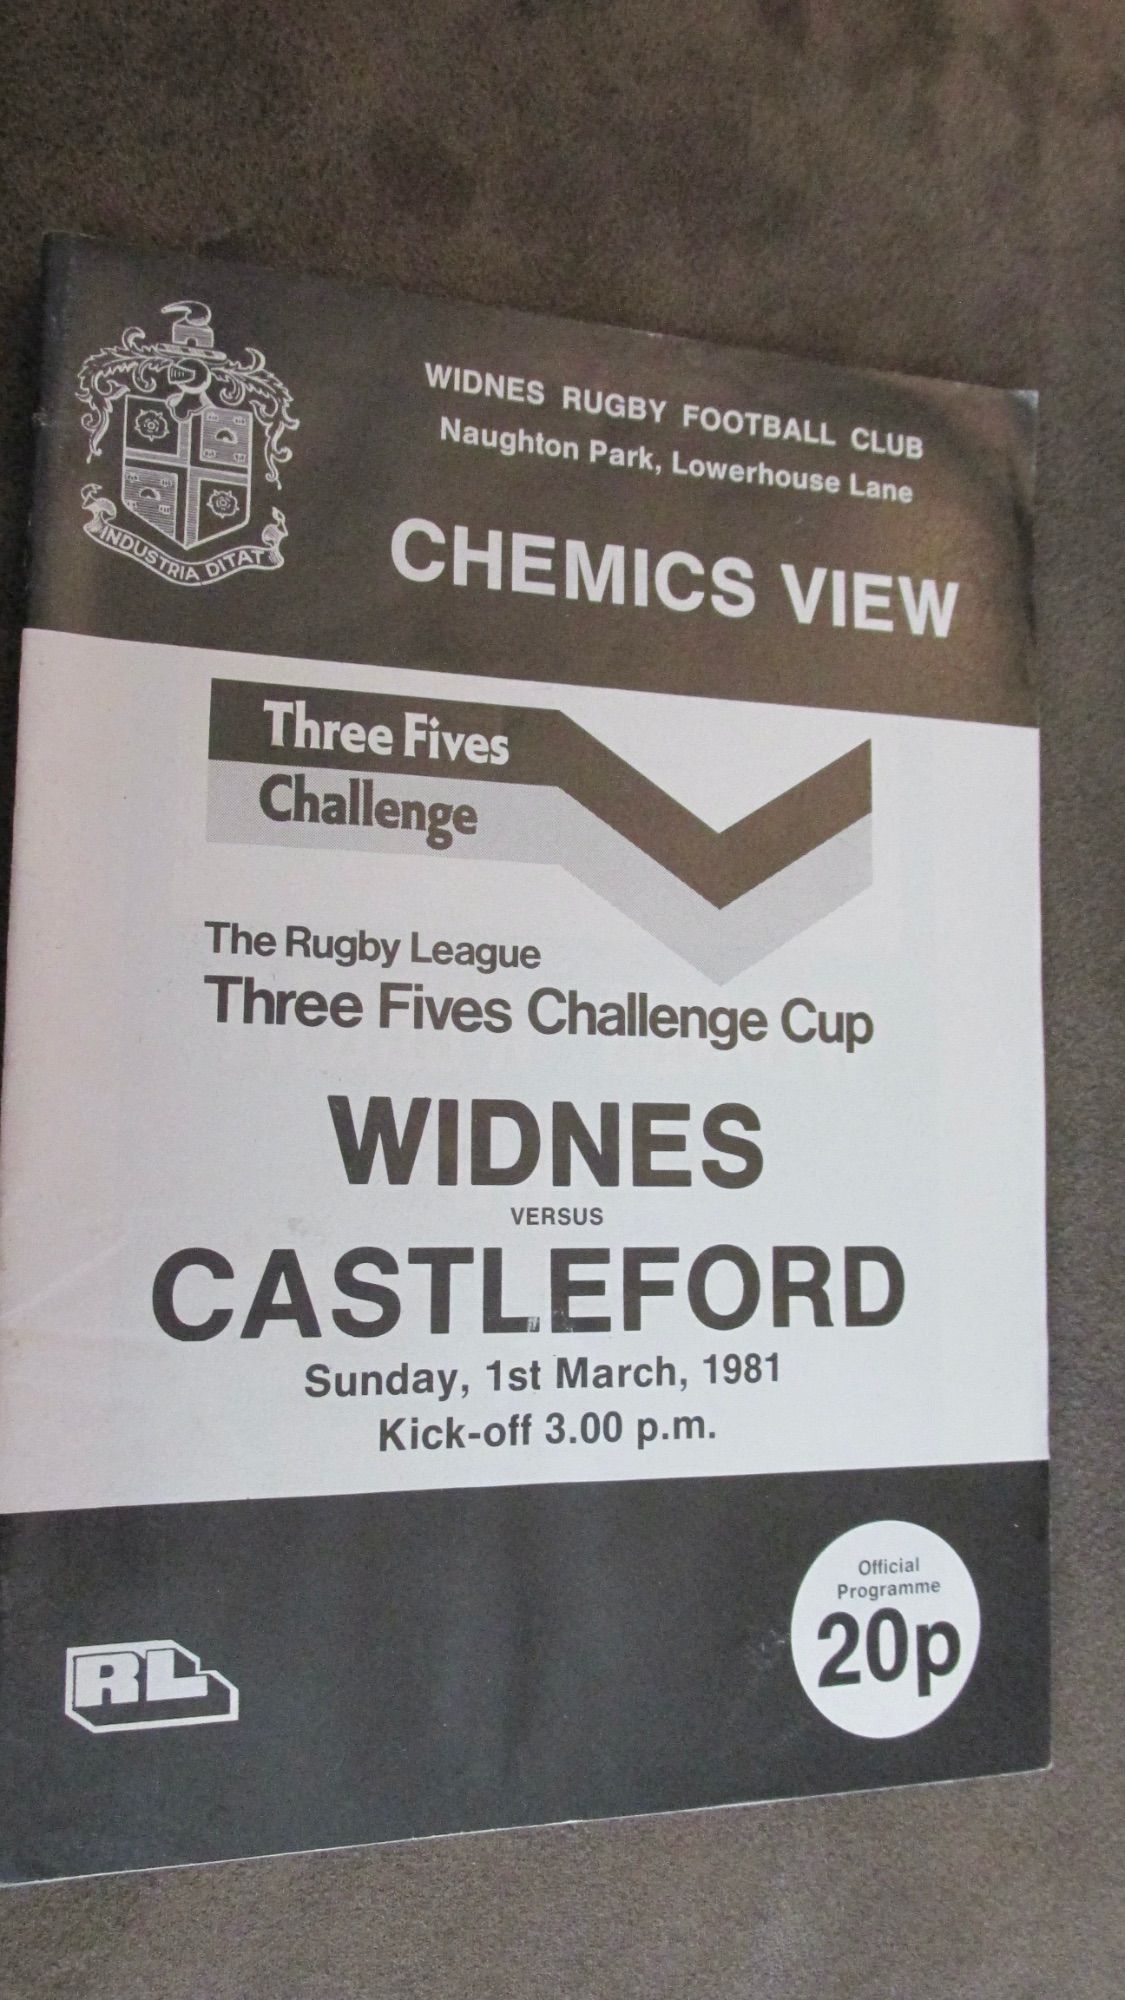 WIDNES RUGBY FOOTBALL CLUB
Naughton Park, Lowerhouse Lane
CHEMICS VIEW
INDUSTRIA DITAT
Three Fives
Challenge
The Rugby League
Three Fives Challenge Cup
WIDNES
VERSUS
CASTLEFORD
Sunday, 1st March, 1981
Kick-off 3.00 p.m.
Official
Programme
20p
RL